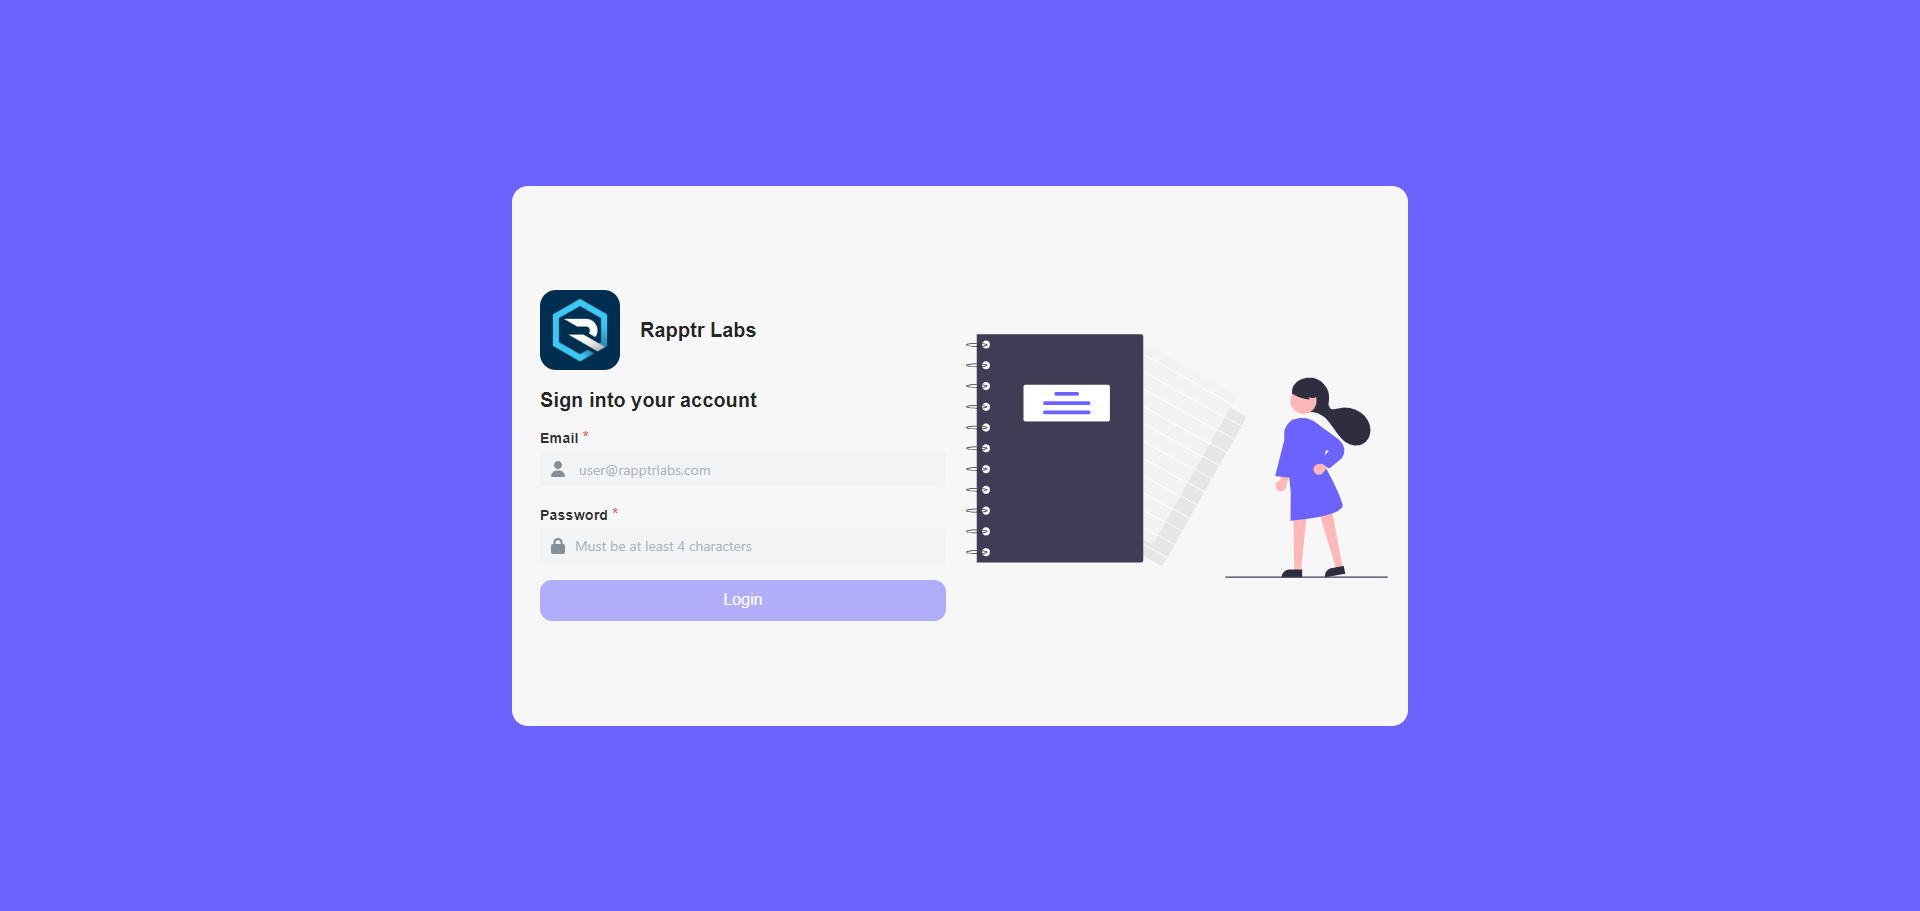 Rapptr Labs
Sign into your account
Email *
user@rapptrlabs.com
Password *
Must be at least 4 characters
Login